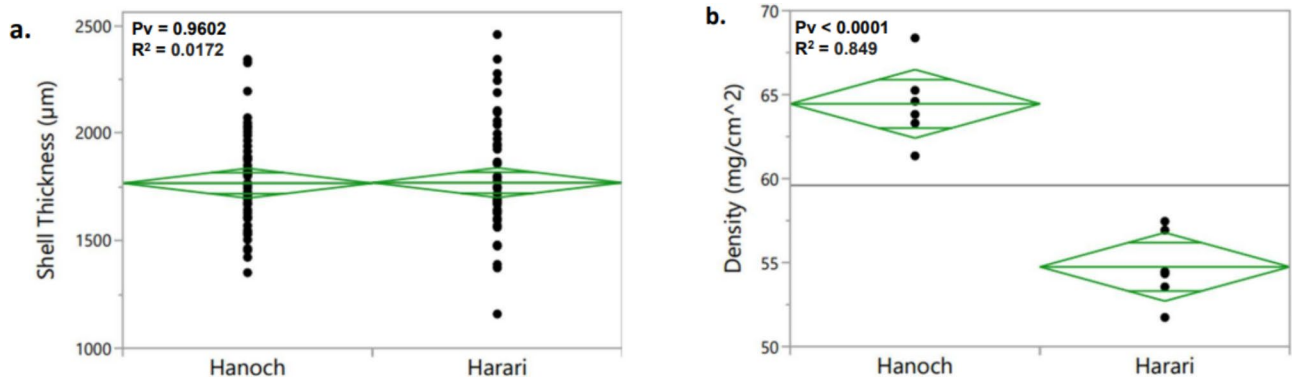 a.
Pv = 0.9602
R² = 0.0172
Shell Thickness (µm)
2500
2000
1500
1000
Hanoch
Harari
b.
Pv < 0.0001
R² = 0.849
Density (mg/cm^2)
70
65
60
55
50
Hanoch
Harari